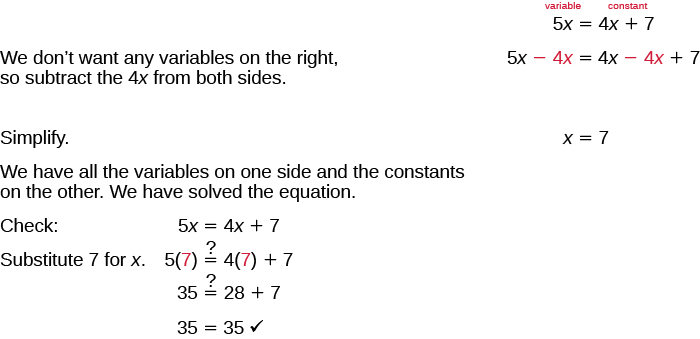 variable constant
5x = 4x + 7
We don't want any variables on the right, 5x − 4x = 4x − 4x + 7
so subtract the 4x from both sides.
Simplify. x = 7
We have all the variables on one side and the constants
on the other. We have solved the equation.
Check: 5x = 4x + 7
Substitute 7 for x. 5(7) ≟ 4(7) + 7
35 ≟ 28 + 7
35 = 35 ✓